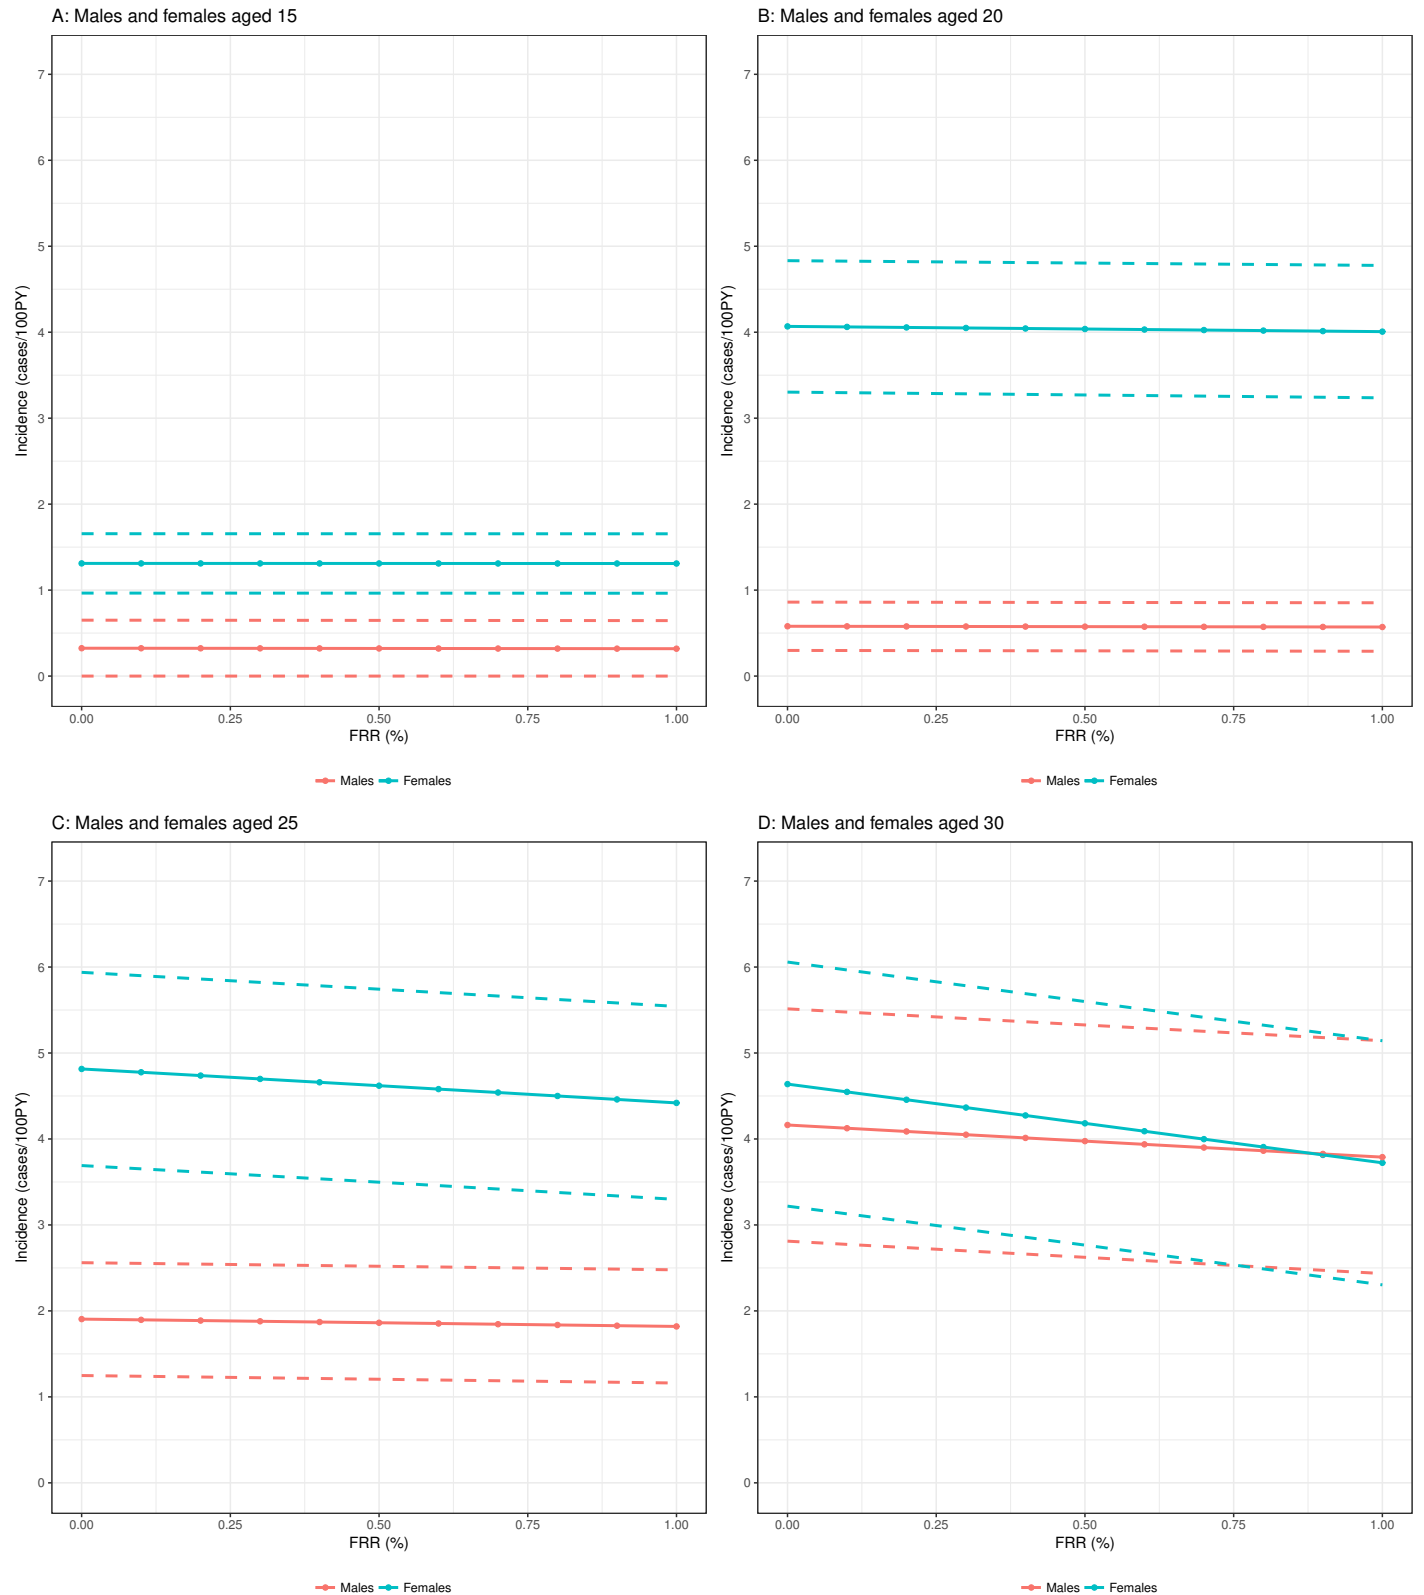 A: Males and females aged 15
Incidence (cases/100PY)
7
6
5
4
3
2
1
0
0.00 0.25 0.50 0.75 1.00
FRR (%)
Males Females
B: Males and females aged 20
Incidence (cases/100PY)
7
6
5
4
3
2
1
0
0.00 0.25 0.50 0.75 1.00
FRR (%)
Males Females
C: Males and females aged 25
Incidence (cases/100PY)
7
6
5
4
3
2
1
0
0.00 0.25 0.50 0.75 1.00
FRR (%)
Males Females
D: Males and females aged 30
Incidence (cases/100PY)
7
6
5
4
3
2
1
0
0.00 0.25 0.50 0.75 1.00
FRR (%)
Males Females